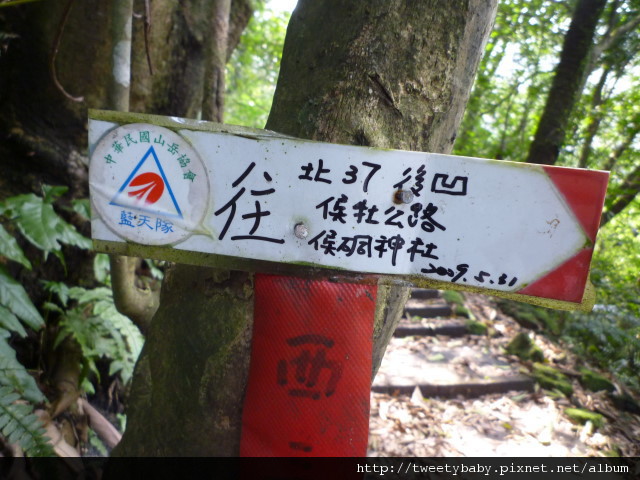 中華民國山岳協會
藍天隊
往
北37 後凹
侯牡公路
侯硐神社
2009.5.31
西
http://tweetybaby.pixnet.net/album